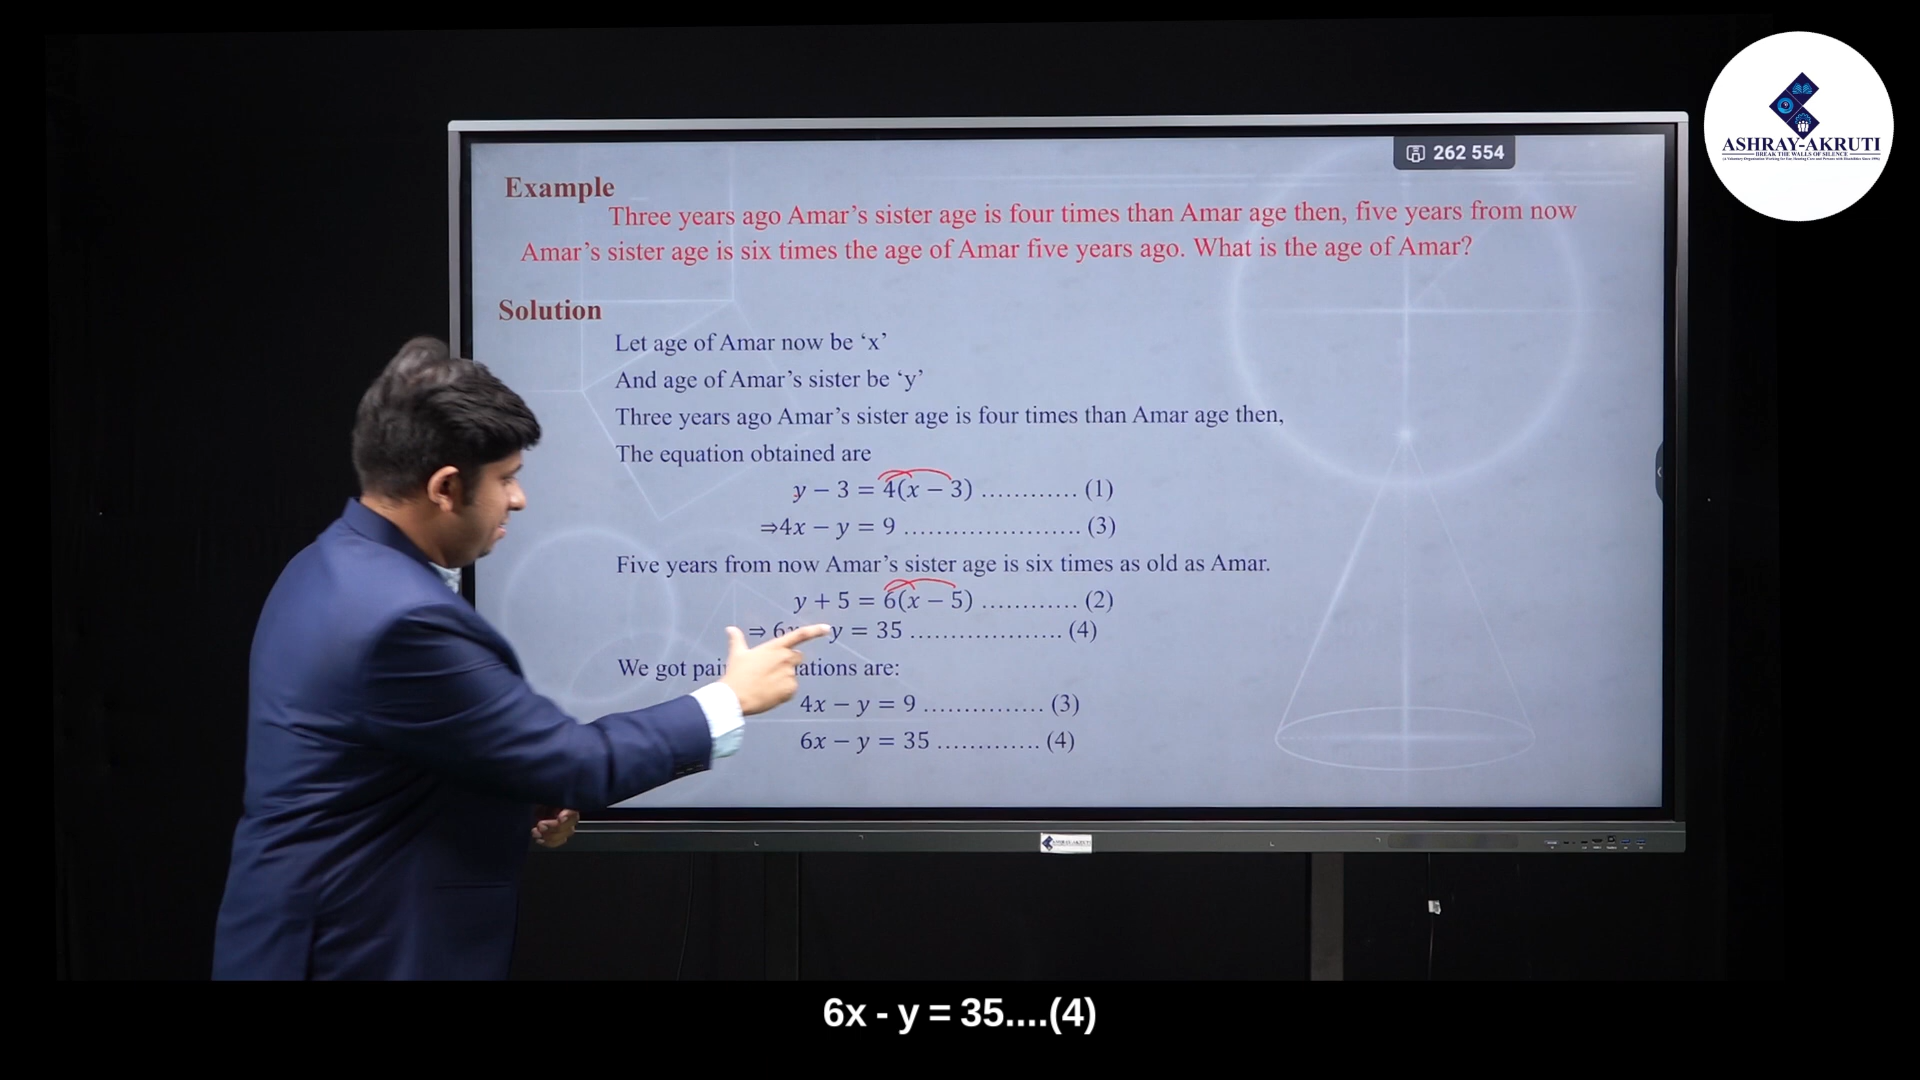 ASHRAY-AKRUTI
BREAK THE WALLS OF SILENCE
262 554
Example
Three years ago Amar’s sister age is four times than Amar age then, five years from now
Amar’s sister age is six times the age of Amar five years ago. What is the age of Amar?
Solution
Let age of Amar now be ‘x’
And age of Amar’s sister be ‘y’
Three years ago Amar’s sister age is four times than Amar age then,
The equation obtained are
y − 3 = 4(x − 3) ............ (1)
⇒4x − y = 9 ...................... (3)
Five years from now Amar’s sister age is six times as old as Amar.
y + 5 = 6(x − 5) ............ (2)
⇒ 6 y = 35 ................... (4)
We got are:
4x − y = 9 ............... (3)
6x − y = 35 ............. (4)
6x - y = 35....(4)